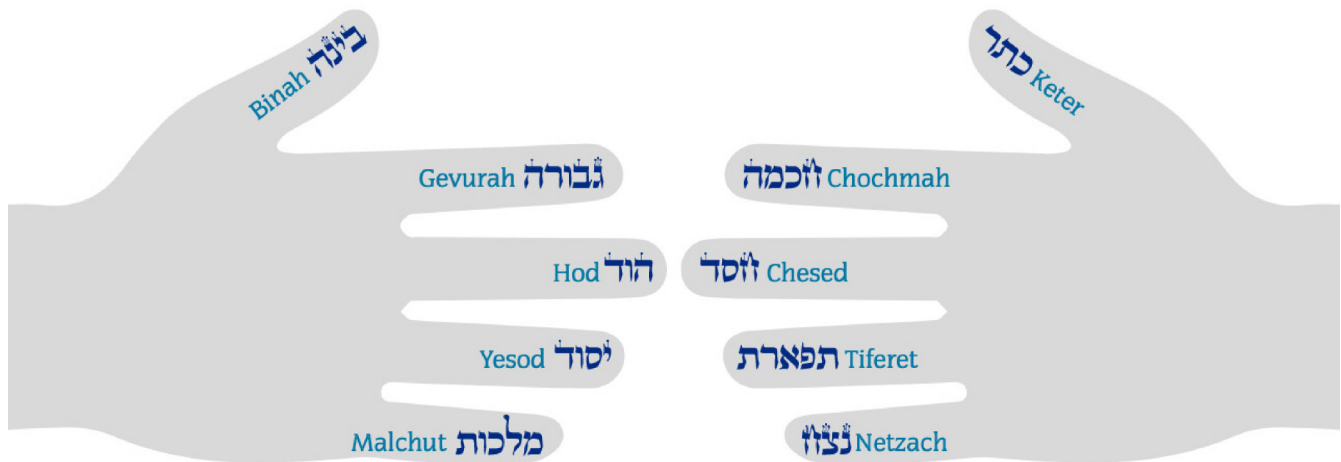 Binah בינה
כתר Keter
Gevurah גבורה
חכמה Chochmah
Hod הוד
חסד Chesed
Yesod יסוד
תפארת Tiferet
Malchut מלכות
נצח Netzach